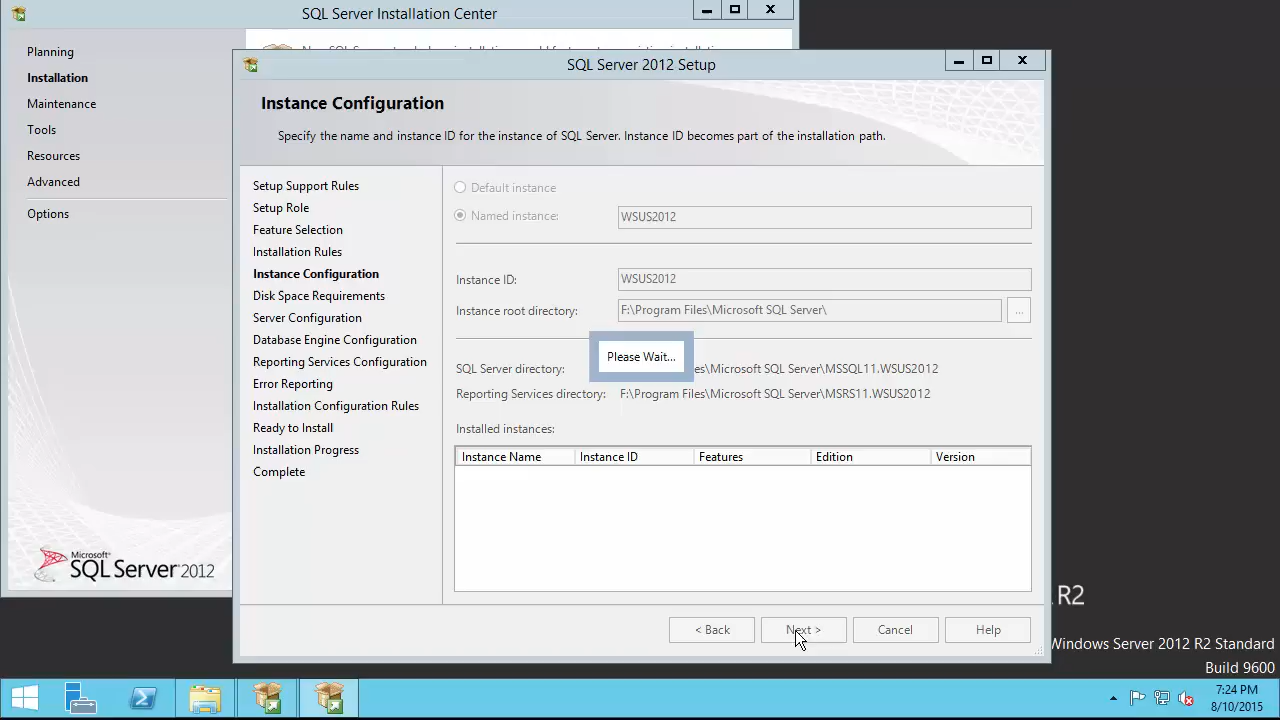 SQL Server Installation Center
Planning
Installation
Maintenance
Tools
Resources
Advanced
Options
Microsoft®
SQL Server 2012
SQL Server 2012 Setup
Instance Configuration
Specify the name and instance ID for the instance of SQL Server. Instance ID becomes part of the installation path.
Setup Support Rules
Setup Role
Feature Selection
Installation Rules
Instance Configuration
Disk Space Requirements
Server Configuration
Database Engine Configuration
Reporting Services Configuration
Error Reporting
Installation Configuration Rules
Ready to Install
Installation Progress
Complete
Default instance
Named instance: WSUS2012
Instance ID: WSUS2012
Instance root directory: F:\Program Files\Microsoft SQL Server\ ...
Please Wait...
SQL Server directory: es\Microsoft SQL Server\MSSQL11.WSUS2012
Reporting Services directory: F:\Program Files\Microsoft SQL Server\MSRS11.WSUS2012
Installed instances:
Instance Name Instance ID Features Edition Version
< Back Next > Cancel Help
R2
Windows Server 2012 R2 Standard
Build 9600
7:24 PM
8/10/2015